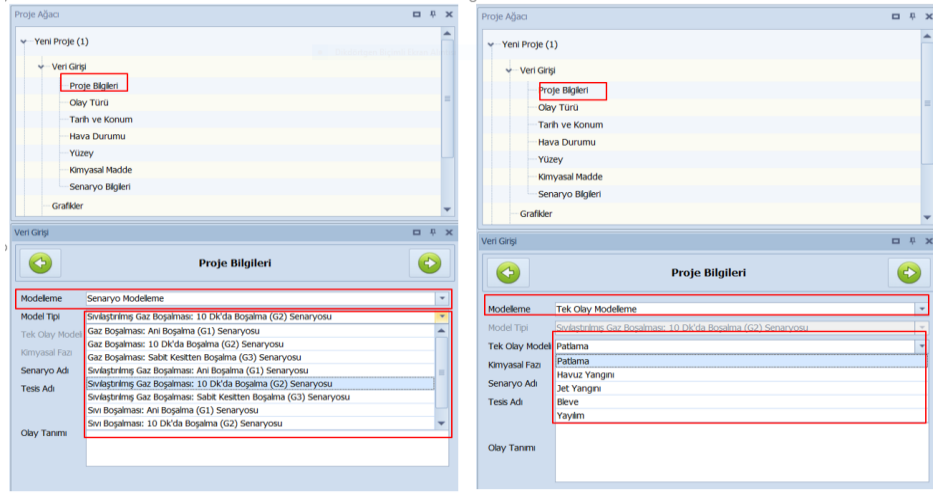 Proje Ağacı
Yeni Proje (1)
Veri Girişi
Proje Bilgileri
Olay Türü
Tarih ve Konum
Hava Durumu
Yüzey
Kimyasal Madde
Senaryo Bilgileri
Grafikler
Veri Girişi
Proje Bilgileri
Modelleme Senaryo Modelleme
Model Tipi Sıvılaştırılmış Gaz Boşalması: 10 Dk'da Boşalma (G2) Senaryosu
Tek Olay Model
Kimyasal Fazı
Senaryo Adı
Tesis Adı
Olay Tanımı
Gaz Boşalması: Ani Boşalma (G1) Senaryosu
Gaz Boşalması: 10 Dk'da Boşalma (G2) Senaryosu
Gaz Boşalması: Sabit Kesitten Boşalma (G3) Senaryosu
Sıvılaştırılmış Gaz Boşalması: Ani Boşalma (G1) Senaryosu
Sıvılaştırılmış Gaz Boşalması: 10 Dk'da Boşalma (G2) Senaryosu
Sıvılaştırılmış Gaz Boşalması: Sabit Kesitten Boşalma (G3) Senaryosu
Sıvı Boşalması: Ani Boşalma (G1) Senaryosu
Sıvı Boşalması: 10 Dk'da Boşalma (G2) Senaryosu
Proje Ağacı
Yeni Proje (1)
Veri Girişi
Proje Bilgileri
Olay Türü
Tarih ve Konum
Hava Durumu
Yüzey
Kimyasal Madde
Senaryo Bilgileri
Grafikler
Veri Girişi
Proje Bilgileri
Modelleme Tek Olay Modelleme
Model Tipi Sıvılaştırılmış Gaz Boşalması: 10 Dk'da Boşalma (G2) Senaryosu
Tek Olay Model Patlama
Kimyasal Fazı
Senaryo Adı
Tesis Adı
Olay Tanımı
Patlama
Havuz Yangını
Jet Yangını
Bleve
Yayılım